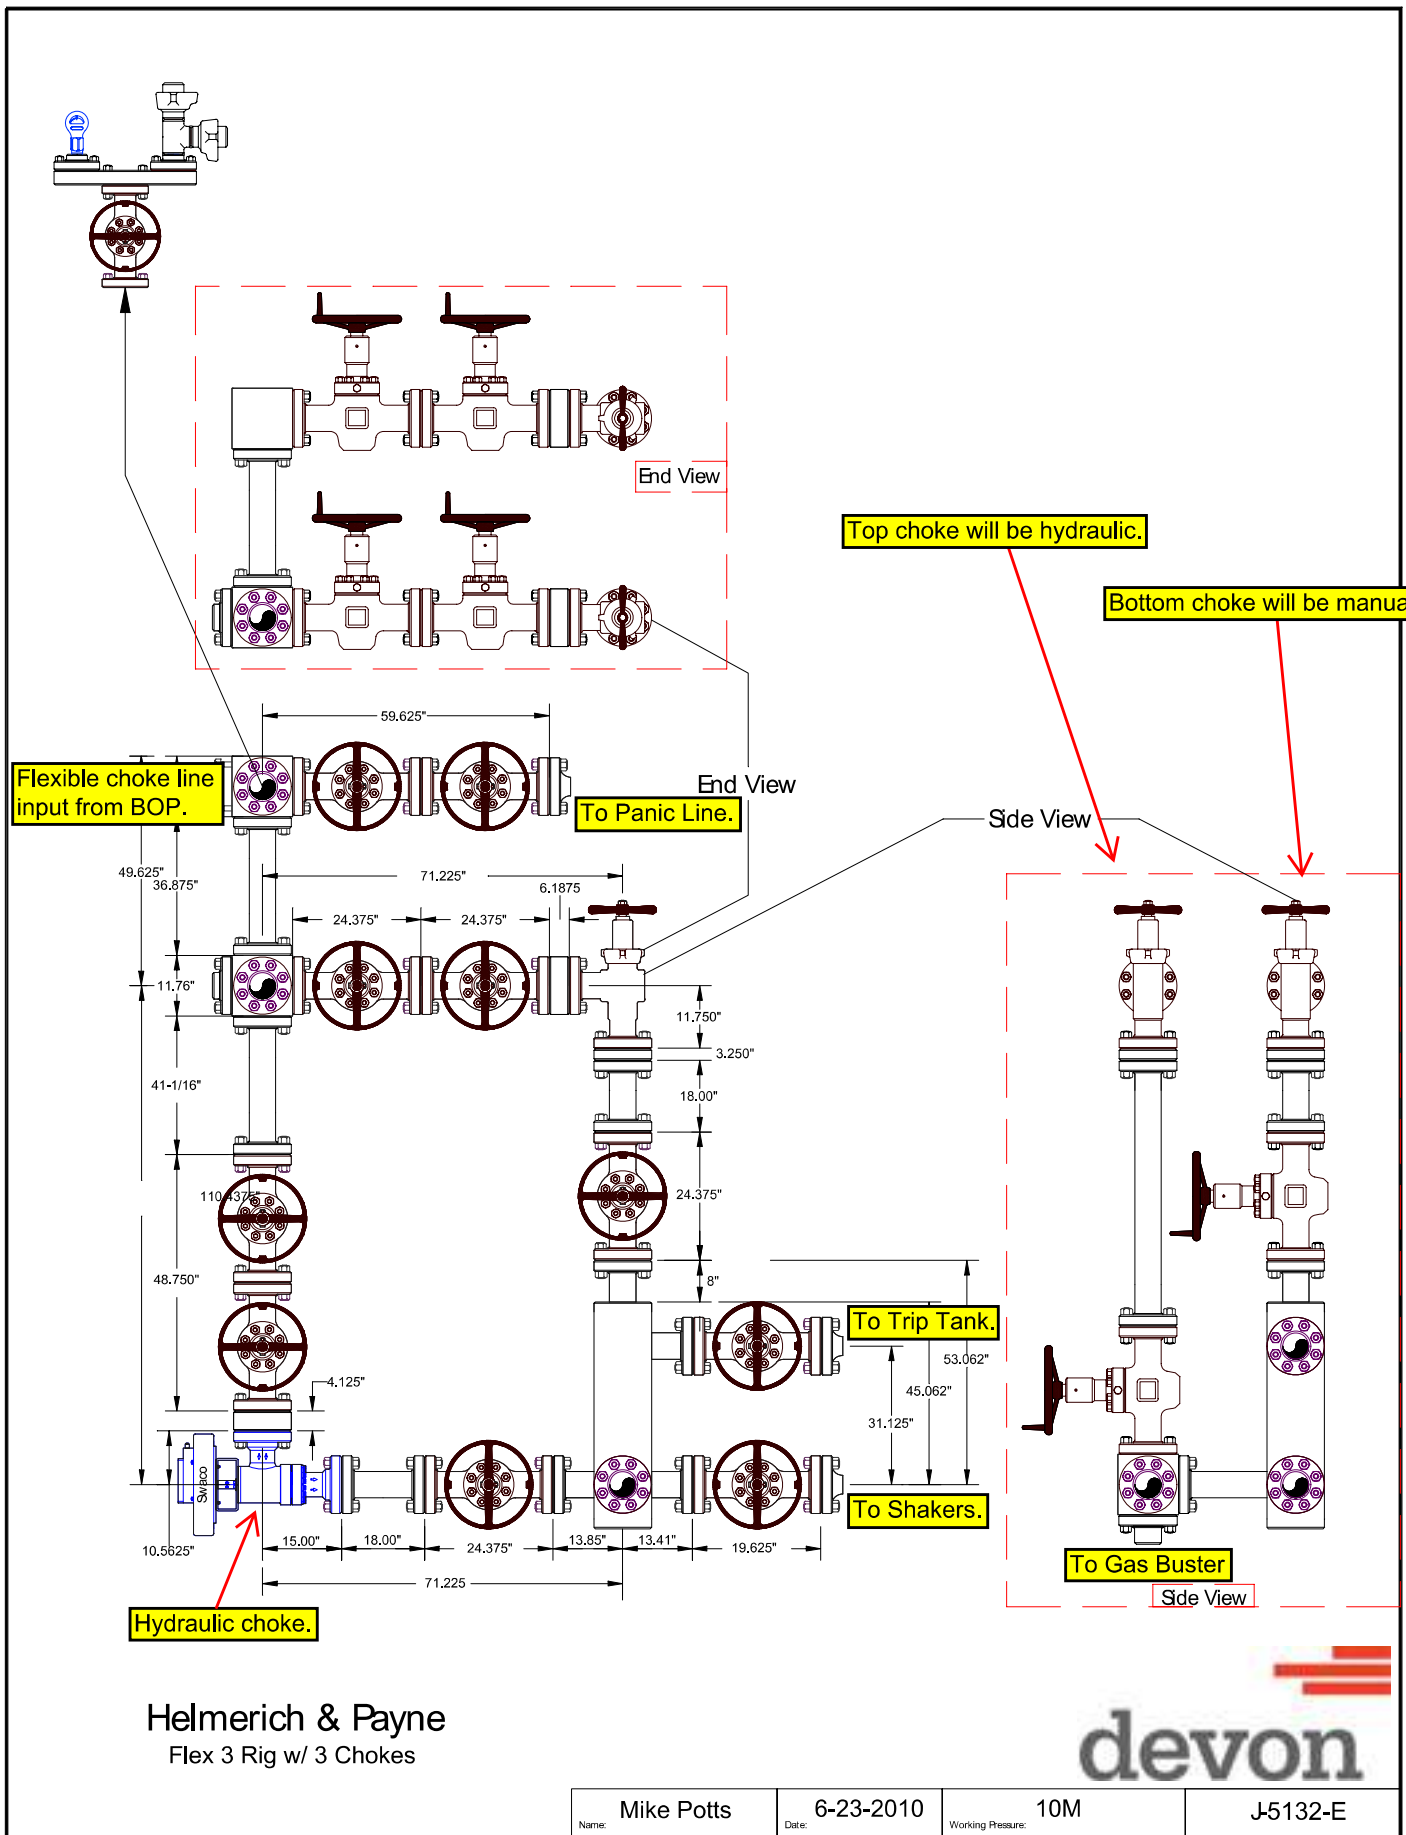 End View
Top choke will be hydraulic.
Bottom choke will be manua
59.625"
Flexible choke line
input from BOP.
End View
To Panic Line.
Side View
49.625"
36.875"
71.225"
6.1875
24.375"
24.375"
11.76"
11.750"
3.250"
41-1/16"
18.00"
110.4375"
24.375"
48.750"
8"
To Trip Tank.
53.062"
45.062"
4.125"
31.125"
Swaco
To Shakers.
10.5625"
15.00"
18.00"
24.375"
13.85"
13.41"
19.625"
71.225
To Gas Buster
Side View
Hydraulic choke.
Helmerich & Payne
Flex 3 Rig w/ 3 Chokes
devon
Name: Mike Potts
Date: 6-23-2010
Working Pressure: 10M
J-5132-E